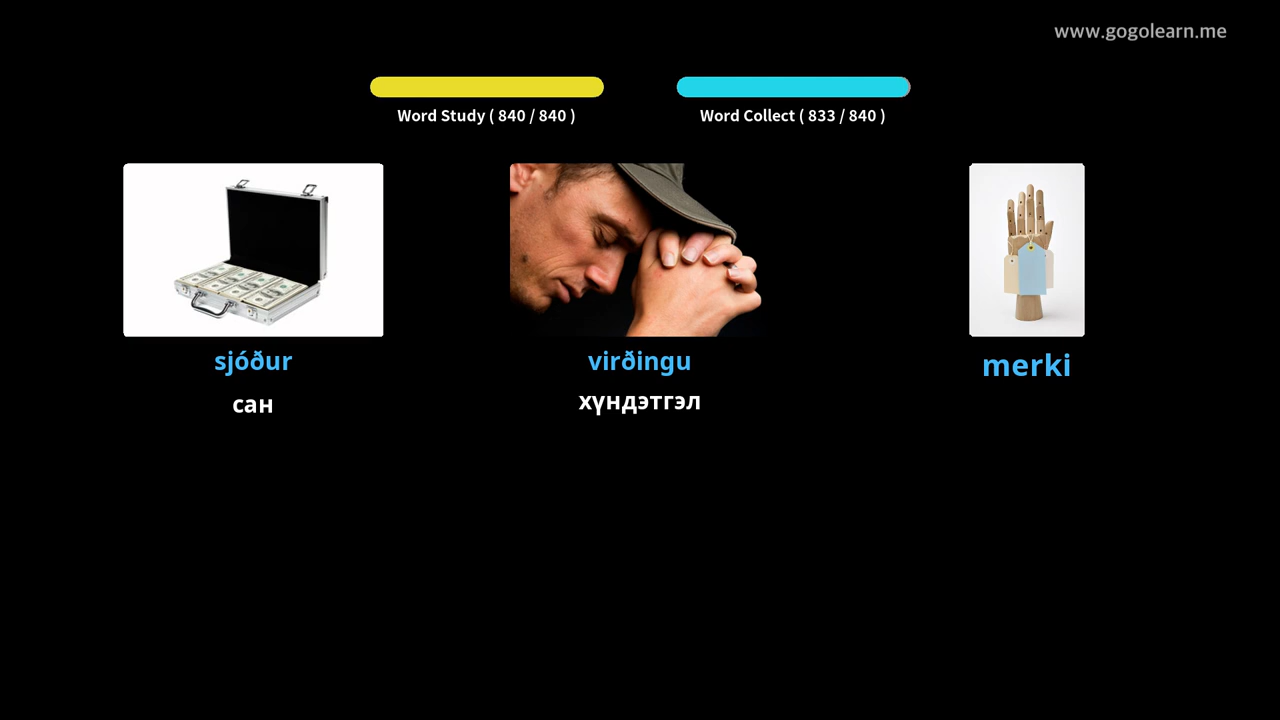 www.gogolearn.me
Word Study ( 840 / 840 )
Word Collect ( 833 / 840 )
sjóður
virðingu
merki
сан
хүндэтгэл